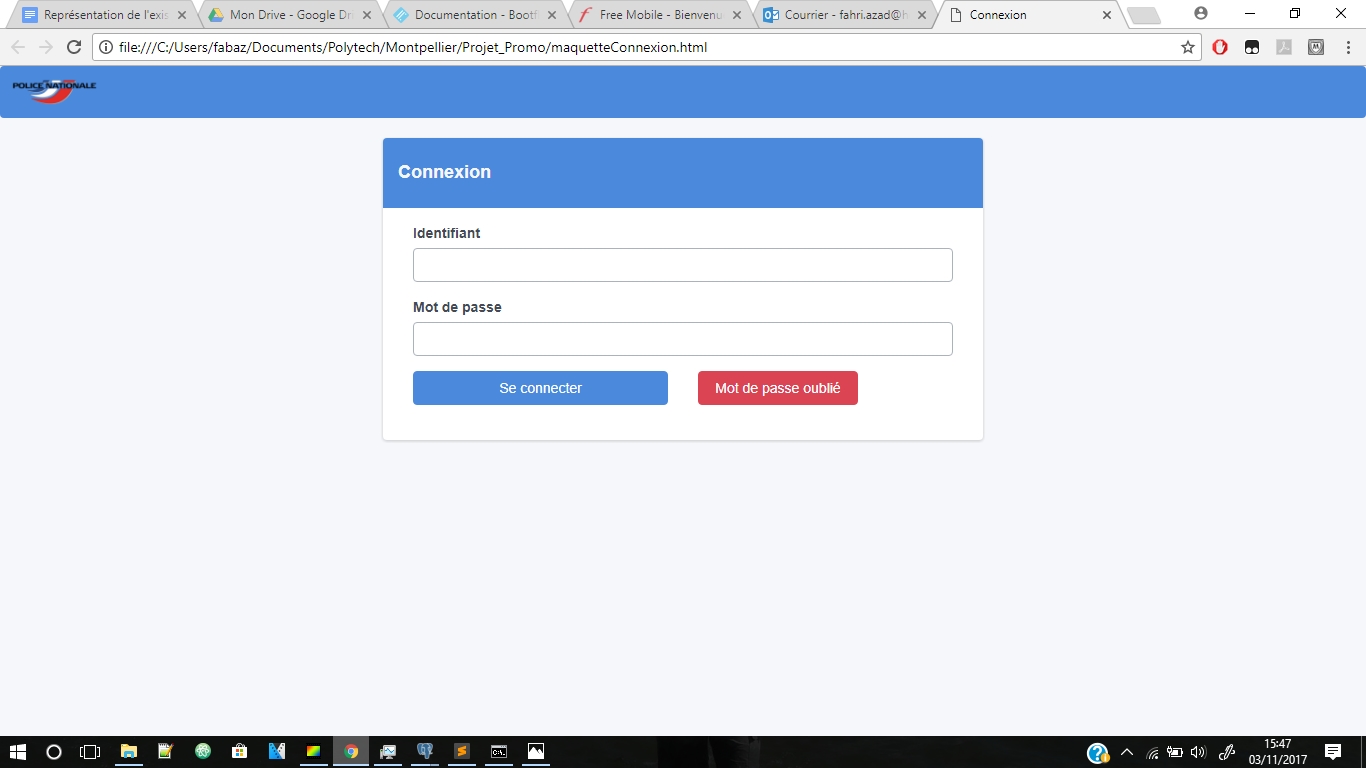 Représentation de l'exis
Mon Drive - Google Dri
Documentation - Bootf
Free Mobile - Bienvenu
Courrier - fahri.azad@h
Connexion
file:///C:/Users/fabaz/Documents/Polytech/Montpellier/Projet_Promo/maquetteConnexion.html
POLICE NATIONALE
Connexion
Identifiant
Mot de passe
Se connecter
Mot de passe oublié
15:47
03/11/2017